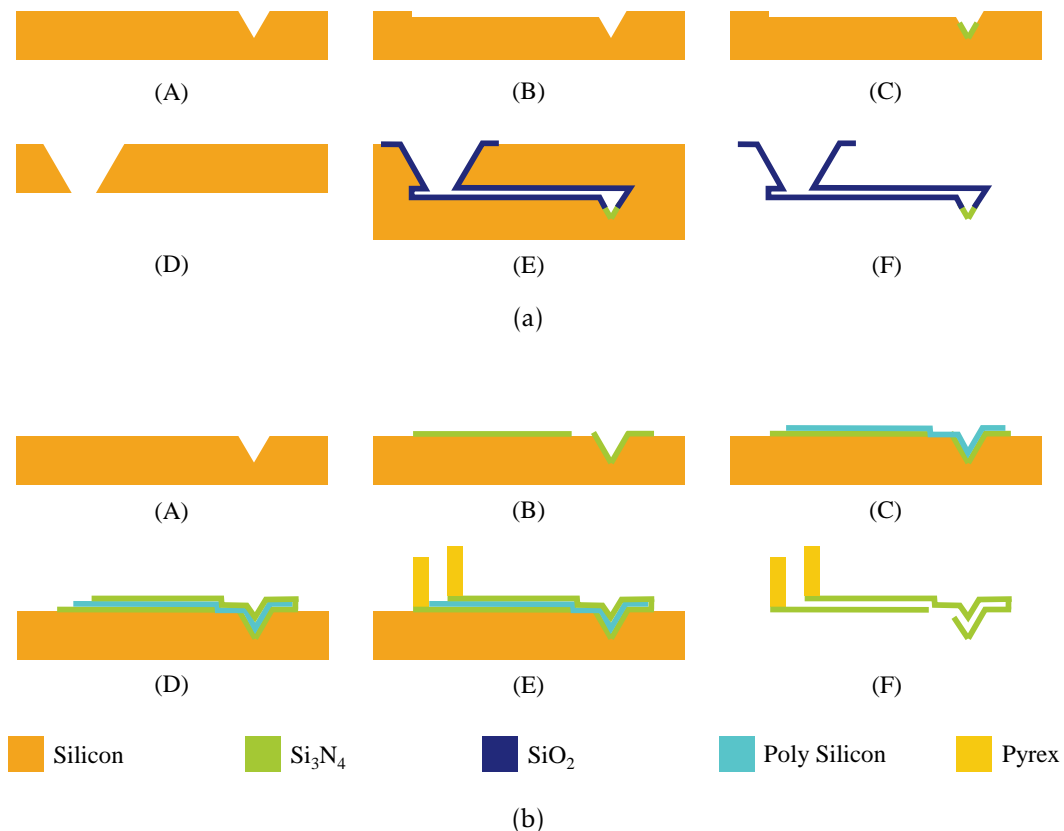 (A) (B) (C)
(D) (E) (F)
(a)
(A) (B) (C)
(D) (E) (F)
Silicon Si₃N₄ SiO₂ Poly Silicon Pyrex
(b)